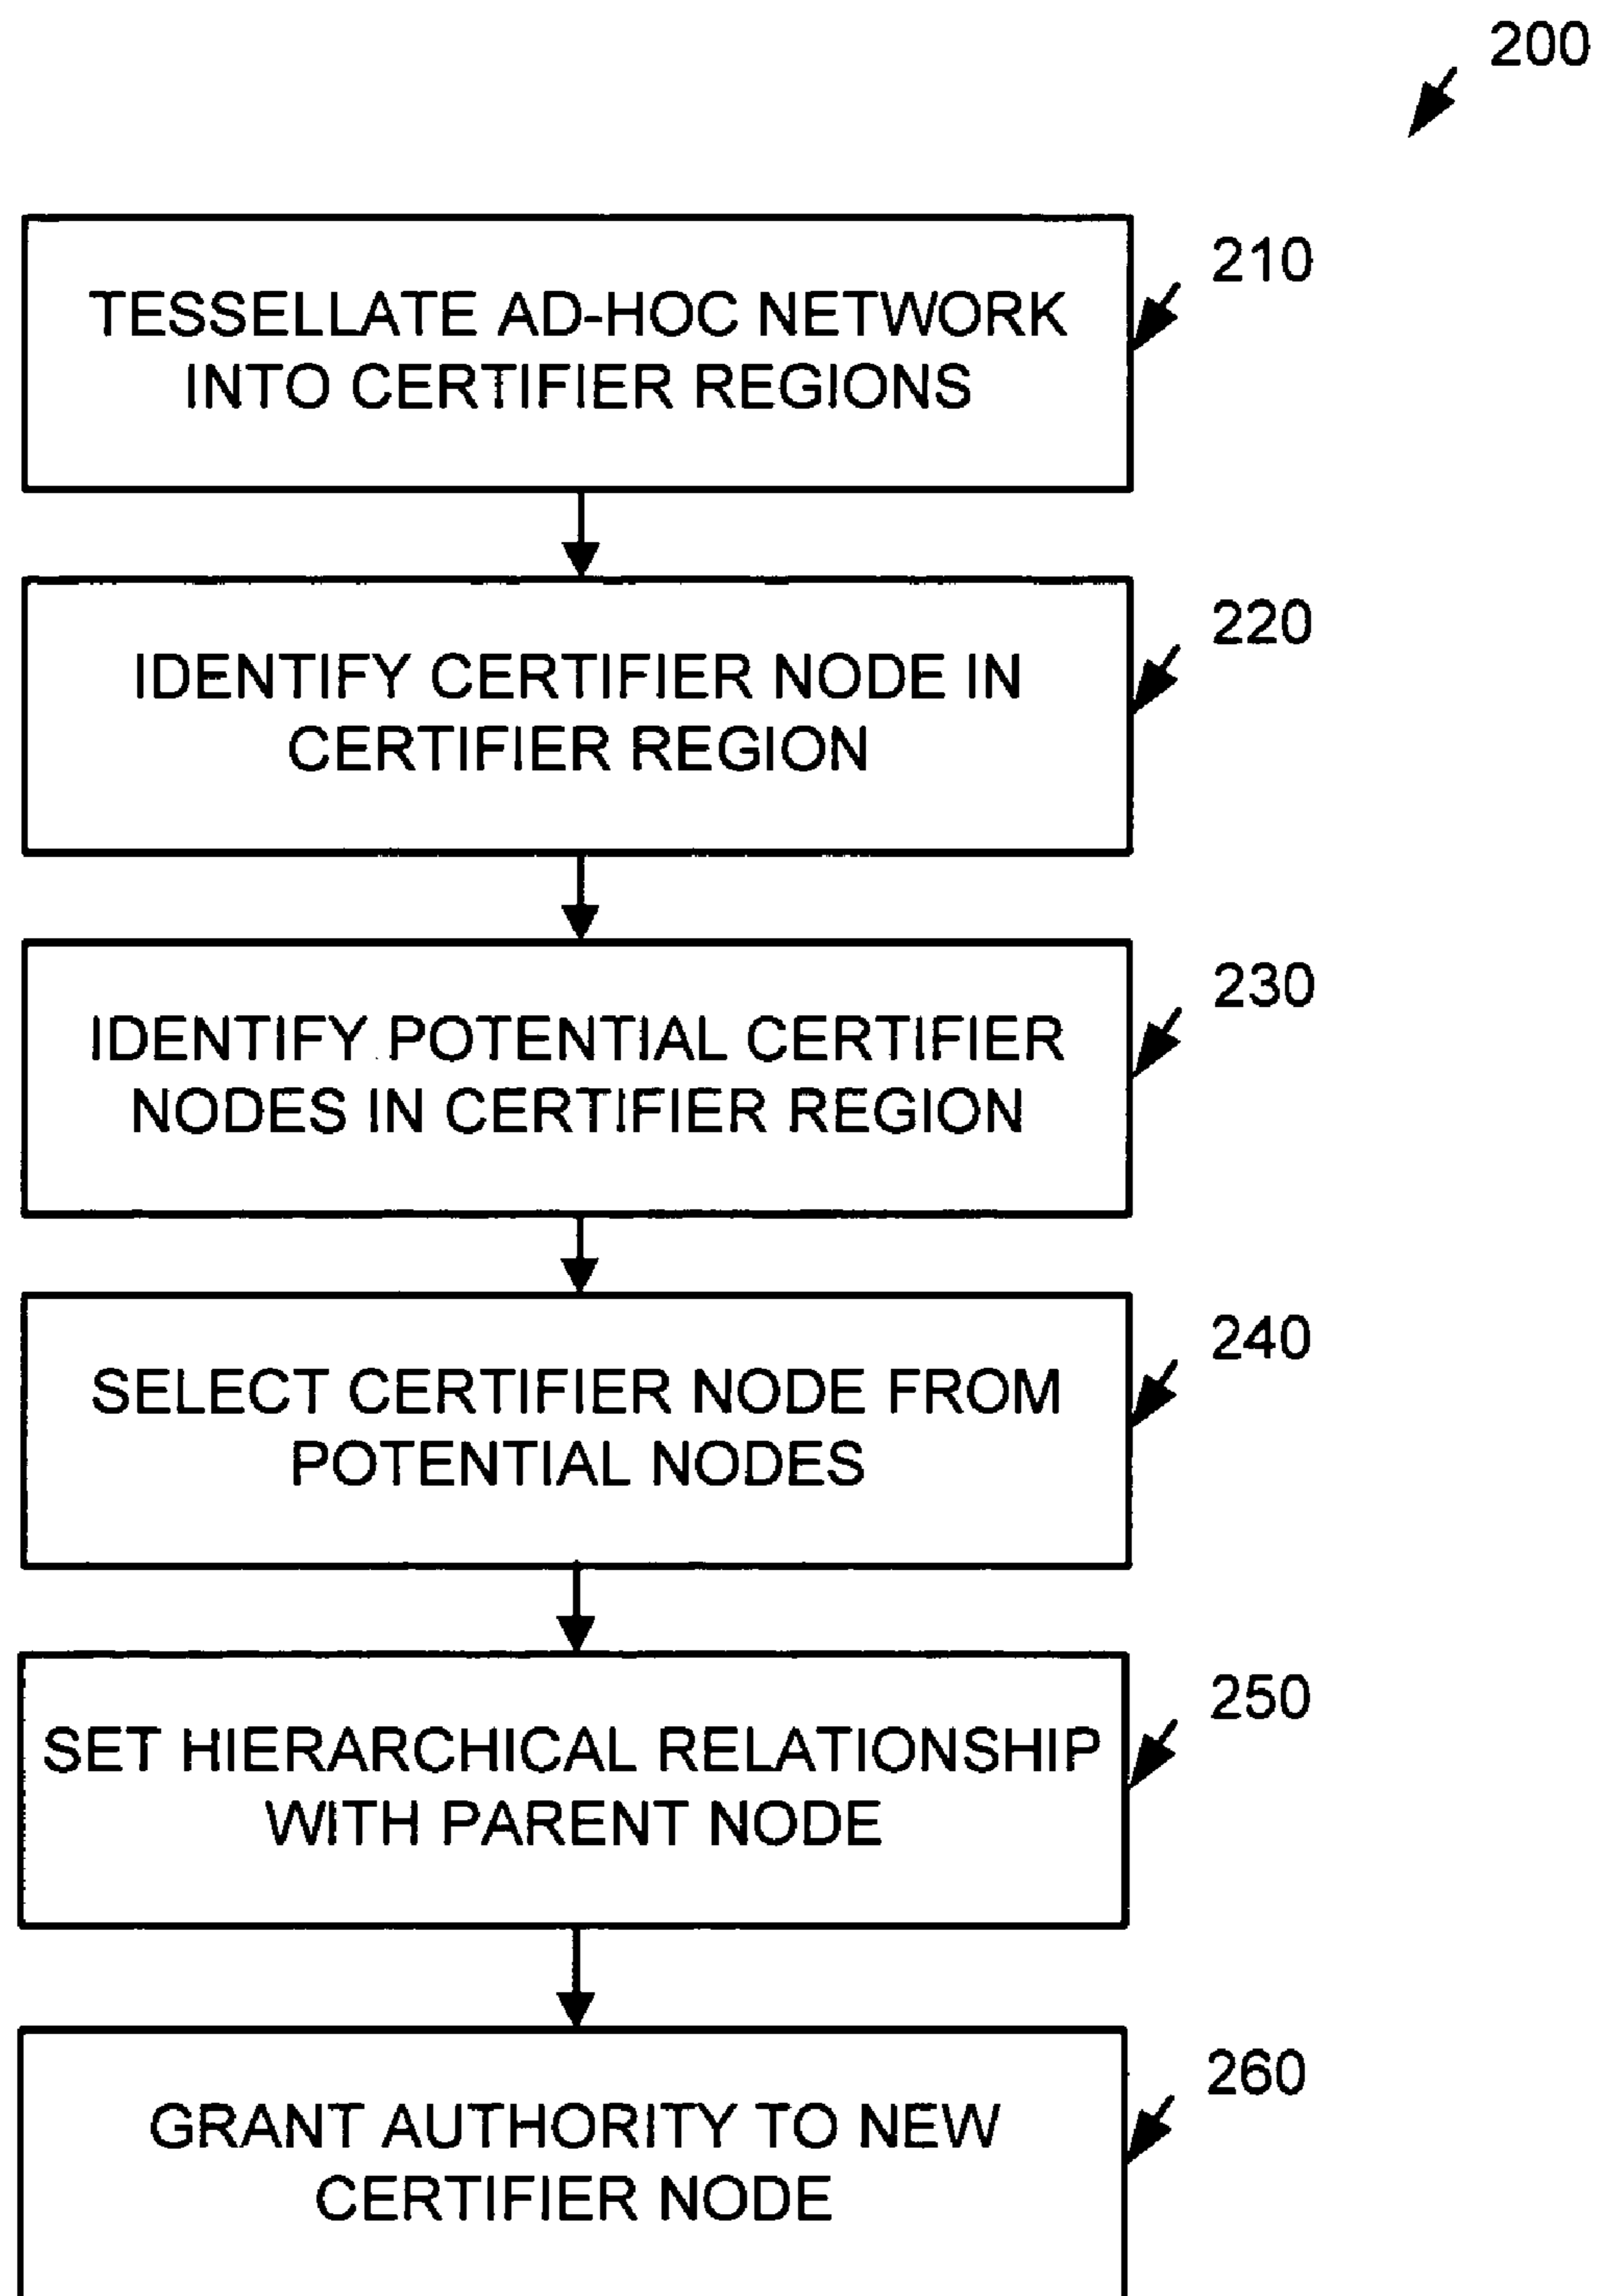 200
210
TESSELLATE AD-HOC NETWORK
INTO CERTIFIER REGIONS
220
IDENTIFY CERTIFIER NODE IN
CERTIFIER REGION
230
IDENTIFY POTENTIAL CERTIFIER
NODES IN CERTIFIER REGION
240
SELECT CERTIFIER NODE FROM
POTENTIAL NODES
250
SET HIERARCHICAL RELATIONSHIP
WITH PARENT NODE
260
GRANT AUTHORITY TO NEW
CERTIFIER NODE